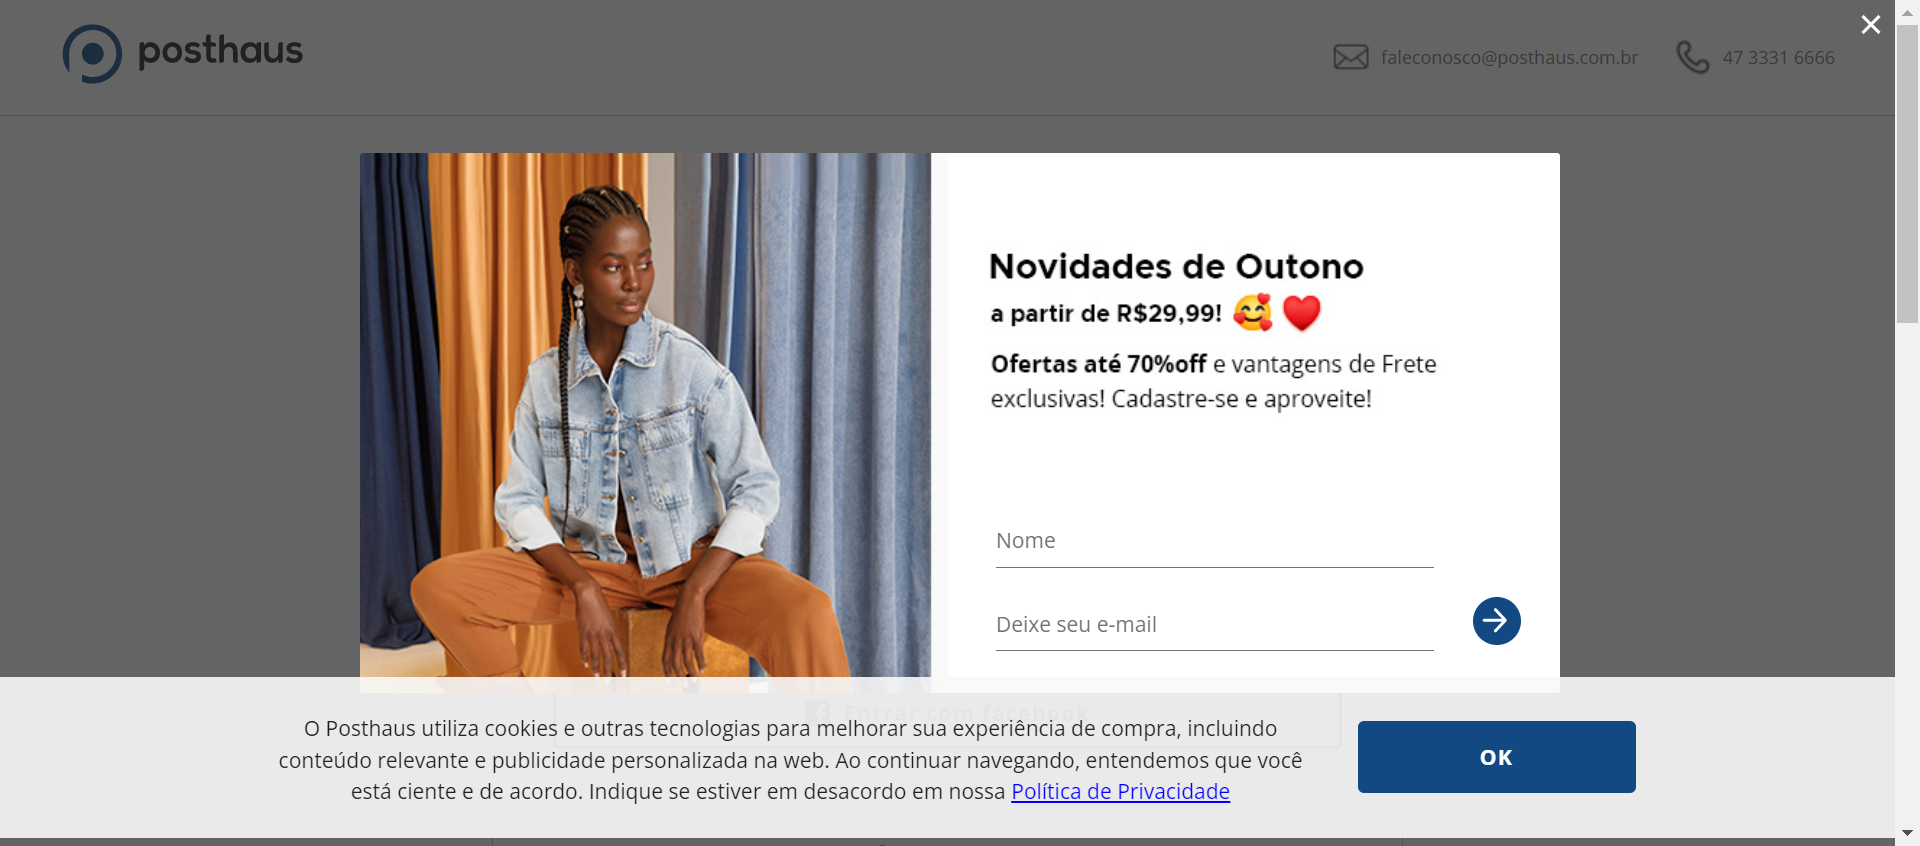 posthaus
faleconosco@posthaus.com.br
47 3331 6666
Novidades de Outono
a partir de R$29,99!
Ofertas até 70%off e vantagens de Frete
exclusivas! Cadastre-se e aproveite!
Nome
Deixe seu e-mail
Entrar com facebook
O Posthaus utiliza cookies e outras tecnologias para melhorar sua experiência de compra, incluindo
conteúdo relevante e publicidade personalizada na web. Ao continuar navegando, entendemos que você
está ciente e de acordo. Indique se estiver em desacordo em nossa Política de Privacidade
OK